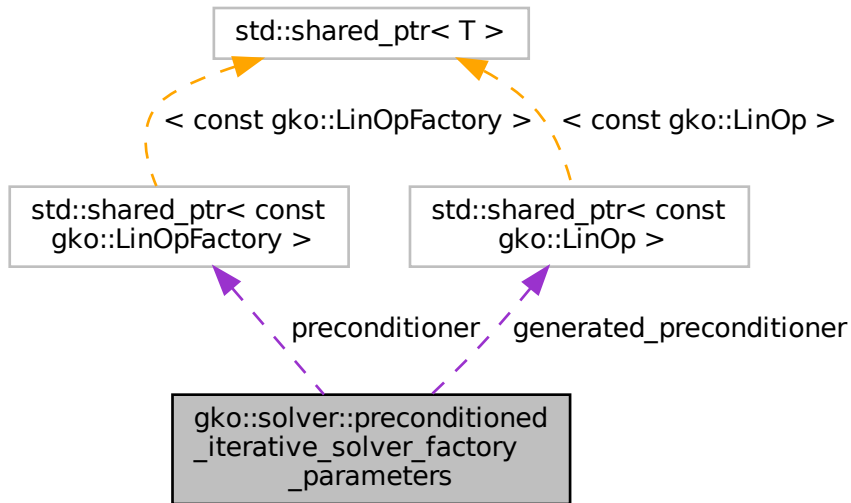 std::shared_ptr< T >
< const gko::LinOpFactory >
< const gko::LinOp >
std::shared_ptr< const
gko::LinOpFactory >
std::shared_ptr< const
gko::LinOp >
preconditioner
generated_preconditioner
gko::solver::preconditioned
_iterative_solver_factory
_parameters